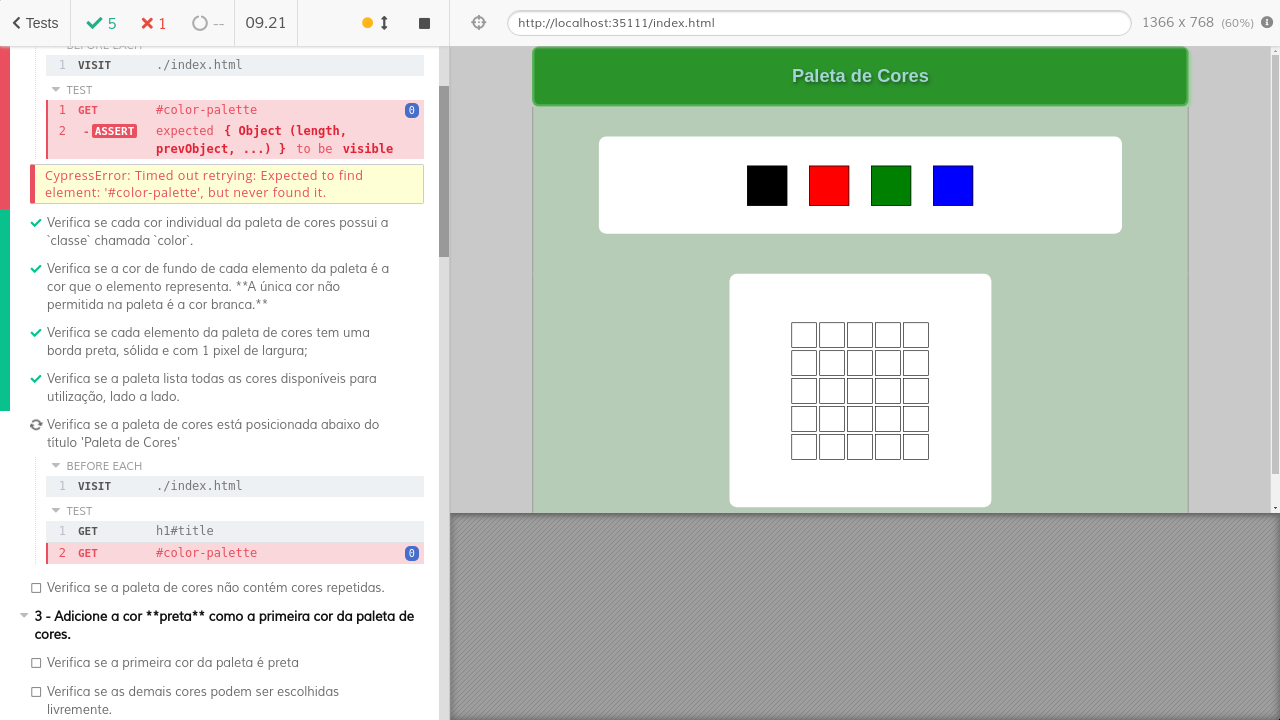 Tests
5
1
--
09.21
http://localhost:35111/index.html
1366 x 768 (60%)
BEFORE EACH
1 VISIT ./index.html
TEST
1 GET #color-palette 0
2 -ASSERT expected { Object (length,
prevObject, ...) } to be visible
CypressError: Timed out retrying: Expected to find
element: '#color-palette', but never found it.
Verifica se cada cor individual da paleta de cores possui a
`classe` chamada `color`.
Verifica se a cor de fundo de cada elemento da paleta é a
cor que o elemento representa. **A única cor não
permitida na paleta é a cor branca.**
Verifica se cada elemento da paleta de cores tem uma
borda preta, sólida e com 1 pixel de largura;
Verifica se a paleta lista todas as cores disponíveis para
utilização, lado a lado.
Verifica se a paleta de cores está posicionada abaixo do
título 'Paleta de Cores'
BEFORE EACH
1 VISIT ./index.html
TEST
1 GET h1#title
2 GET #color-palette 0
Verifica se a paleta de cores não contém cores repetidas.
3 - Adicione a cor **preta** como a primeira cor da paleta de
cores.
Verifica se a primeira cor da paleta é preta
Verifica se as demais cores podem ser escolhidas
livremente.
Paleta de Cores